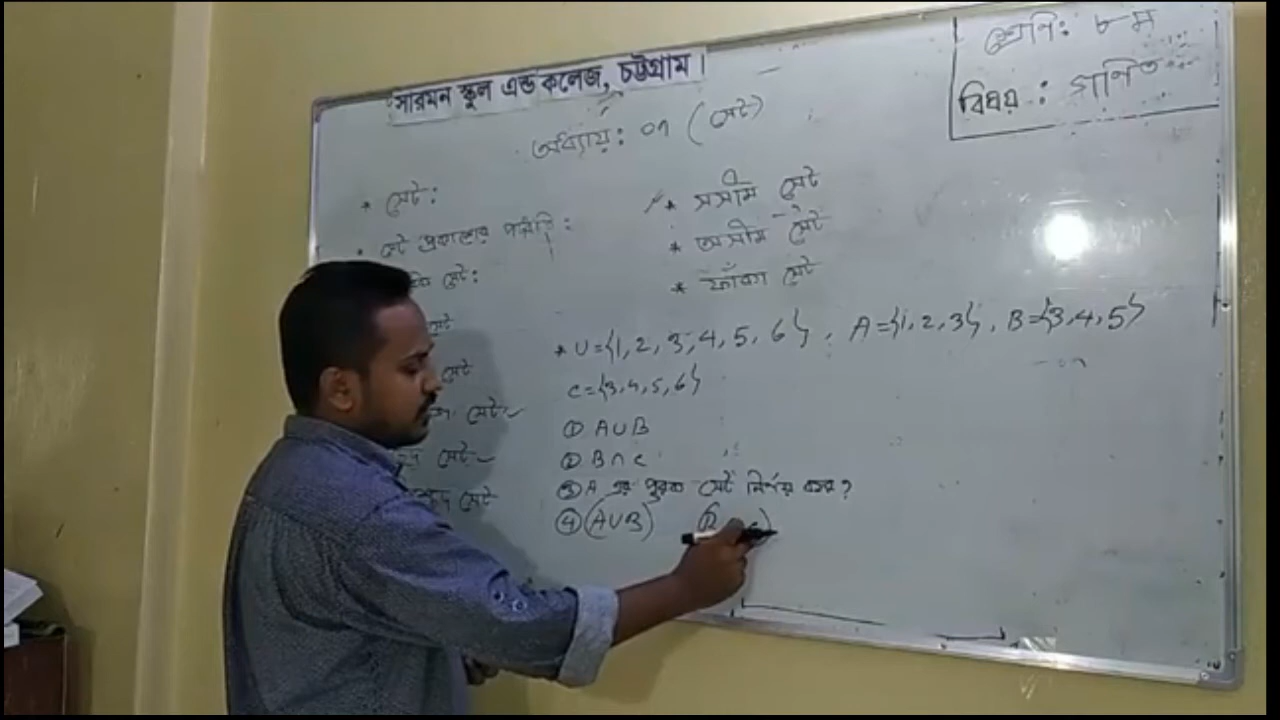 সারমন স্কুল এন্ড কলেজ, চট্টগ্রাম।
শ্রেণি: ৮ম
বিষয়: গণিত
অধ্যায়: ০৭ (সেট)
* সেট:
* সেট প্রকাশের পদ্ধতি:
সেট:
সেট
সেট
সেট
সেট
সেট
* সসীম সেট
* অসীম সেট
* ফাঁকা সেট
* U={1, 2, 3, 4, 5, 6}, A={1, 2, 3}, B={3, 4, 5}
C={3, 4, 5, 6}
① A∪B
② B∩C
③ A এর পূরক সেট নির্ণয় কর?
④ (A∪B) (B